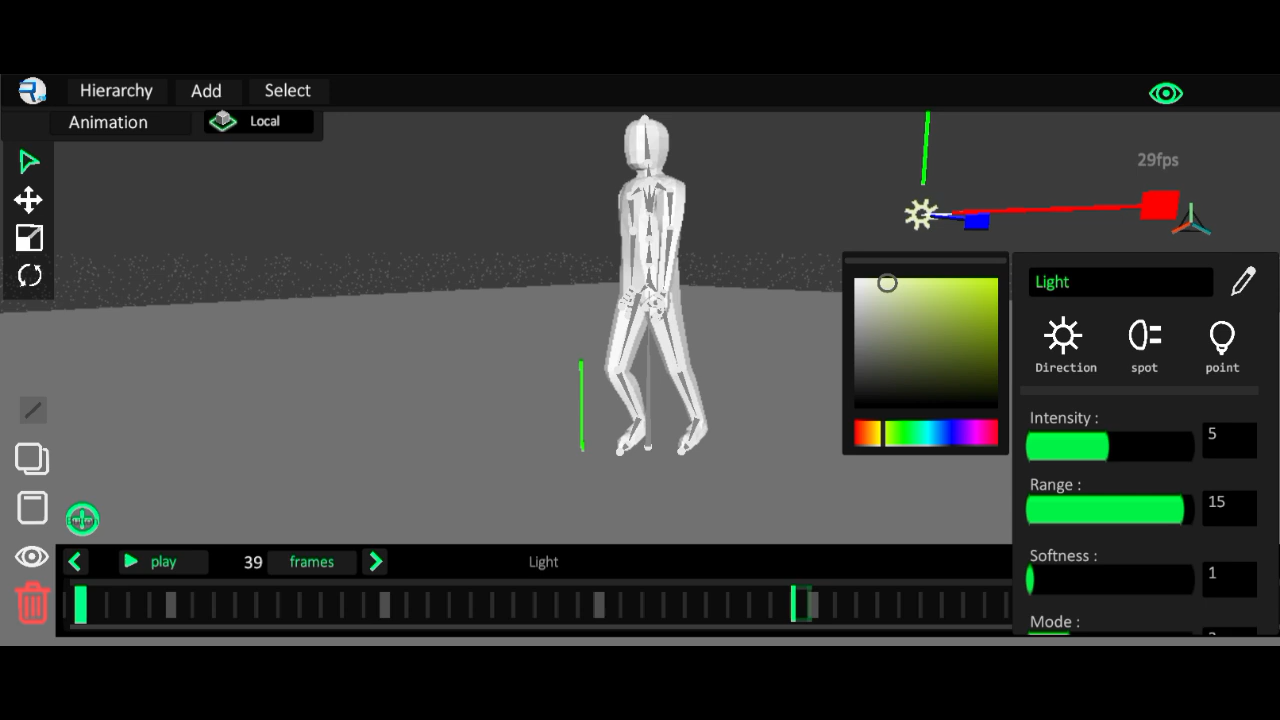 Hierarchy Add Select
Animation Local
29fps
Light
Direction spot point
Intensity :
5
Range :
15
Softness :
1
Mode :
play 39 frames Light